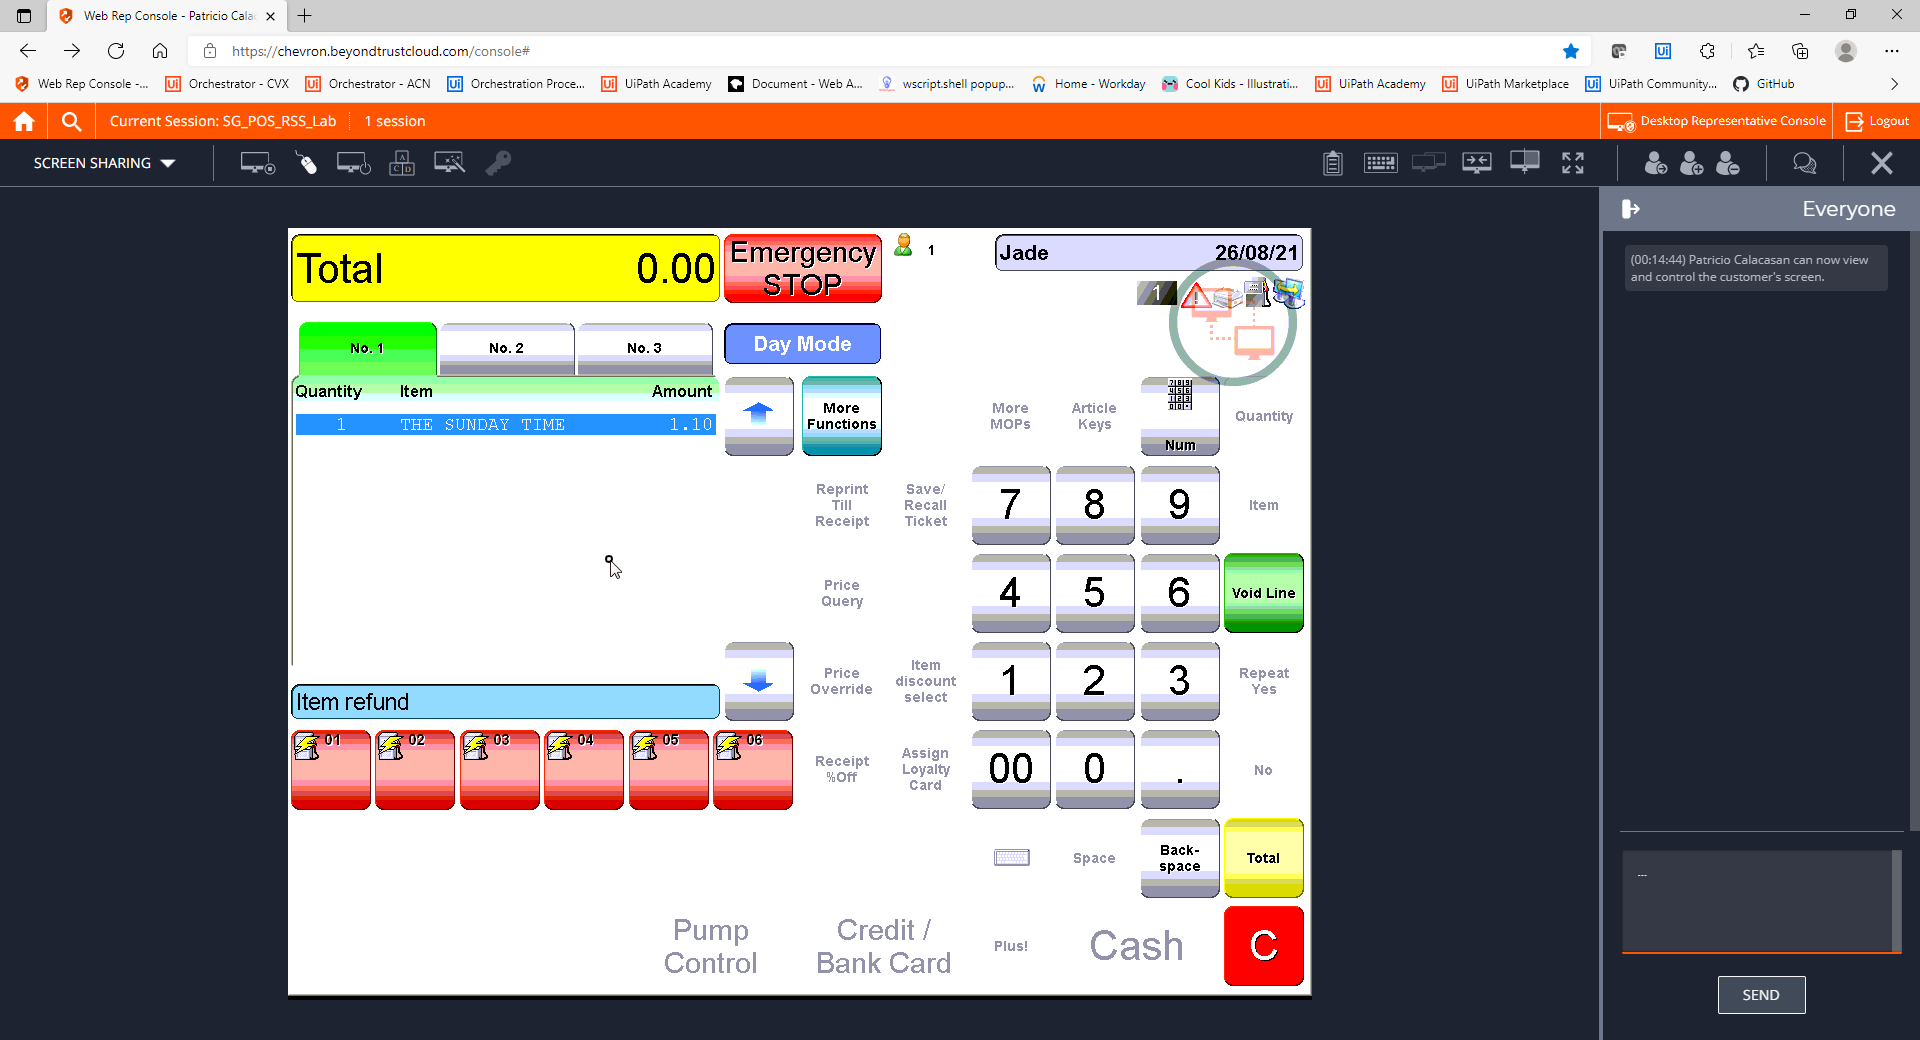 Web Rep Console - Patricio Cala
https://chevron.beyondtrustcloud.com/console#
Web Rep Console -...
Orchestrator - CVX
Orchestrator - ACN
Orchestration Proce...
UiPath Academy
Document - Web A...
wscript.shell popup...
Home - Workday
Cool Kids - Illustrati...
UiPath Academy
UiPath Marketplace
UiPath Community...
GitHub
Current Session: SG_POS_RSS_Lab
1 session
Desktop Representative Console
Logout
SCREEN SHARING
Everyone
(00:14:44) Patricio Calacasan can now view
and control the customer's screen.
Total 0.00
Emergency
STOP
1
Jade 26/08/21
1
No. 1
No. 2
No. 3
Day Mode
Quantity Item Amount
1 THE SUNDAY TIME 1.10
More
Functions
More
MOPs
Article
Keys
Num
Quantity
Reprint
Till
Receipt
Save/
Recall
Ticket
7
8
9
Item
Price
Query
4
5
6
Void Line
Item refund
Price
Override
Item
discount
select
1
2
3
Repeat
Yes
01
02
03
04
05
06
Receipt
%Off
Assign
Loyalty
Card
00
0
.
No
Space
Back-
space
Total
Pump
Control
Credit /
Bank Card
Plus!
Cash
C
...
SEND